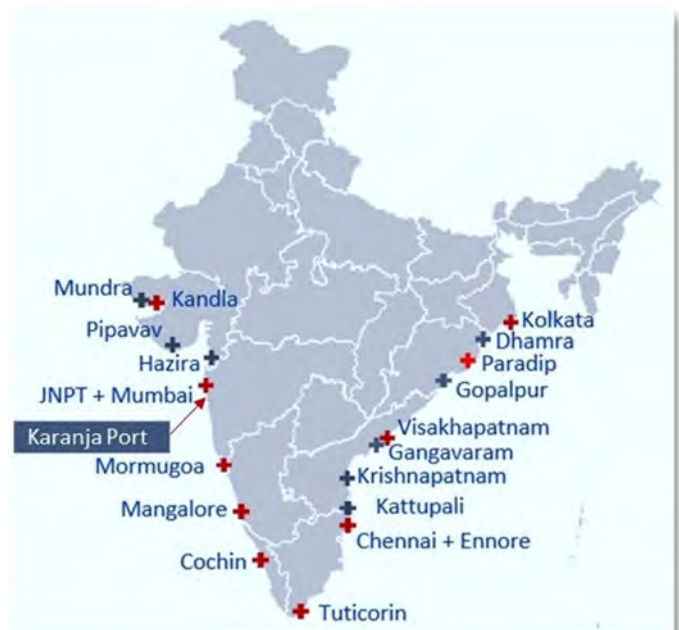 Mundra
Kandla
Pipavav
Hazira
JNPT + Mumbai
Karanja Port
Mormugoa
Mangalore
Cochin
Kolkata
Dhamra
Paradip
Gopalpur
Visakhapatnam
Gangavaram
Krishnapatnam
Kattupali
Chennai + Ennore
Tuticorin